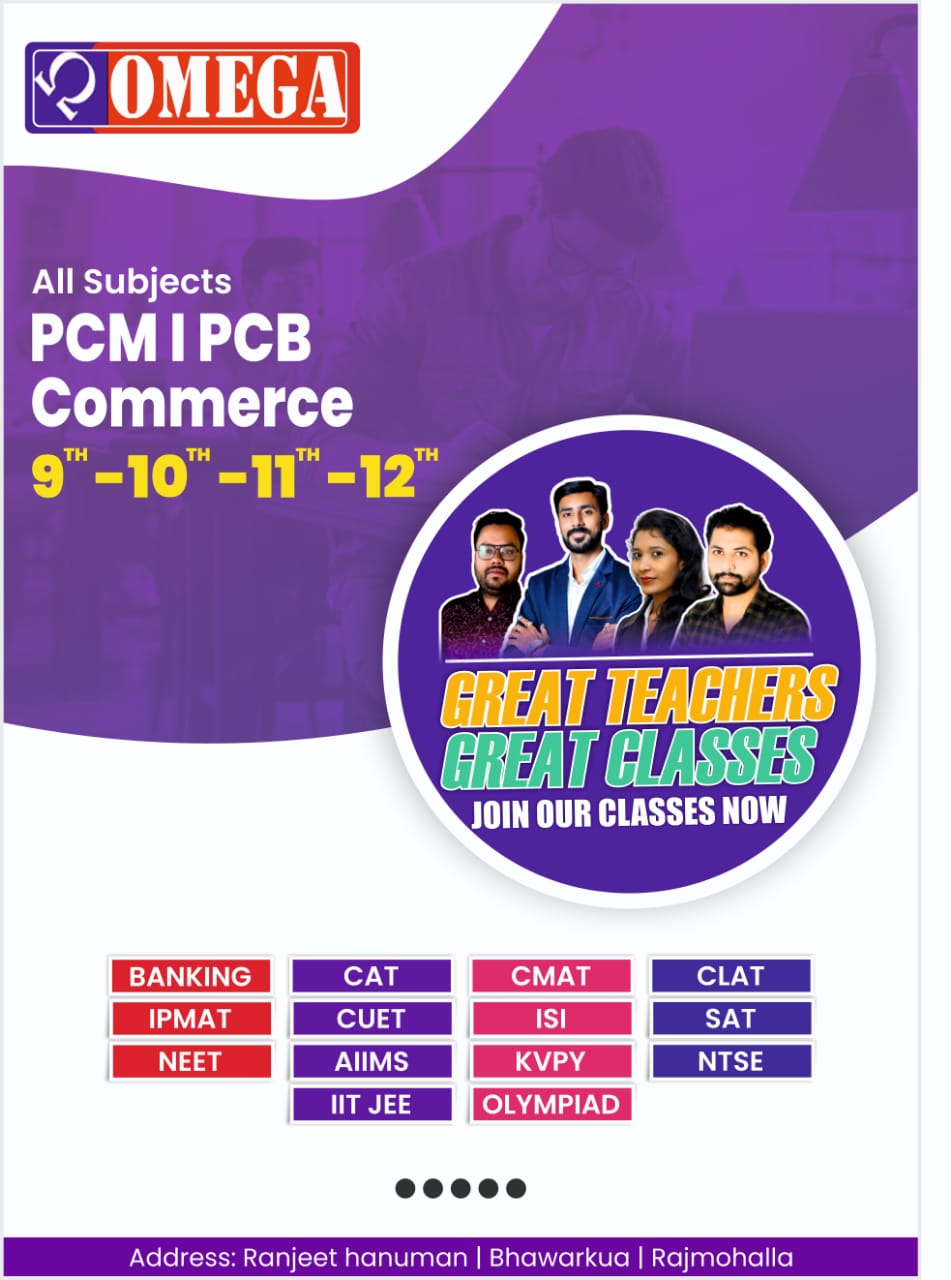 OMEGA
All Subjects
PCM | PCB
Commerce
9TH -10TH -11TH -12TH
GREAT TEACHERS
GREAT CLASSES
JOIN OUR CLASSES NOW
BANKING CAT CMAT CLAT
IPMAT CUET ISI SAT
NEET AIIMS KVPY NTSE
IIT JEE OLYMPIAD
Address: Ranjeet hanuman | Bhawarkua | Rajmohalla